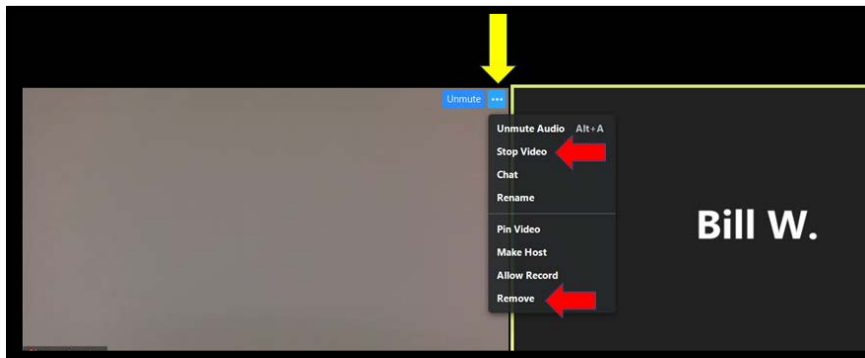 Unmute ...
Unmute Audio Alt+A
Stop Video
Chat
Rename
Pin Video
Make Host
Allow Record
Remove
Bill W.